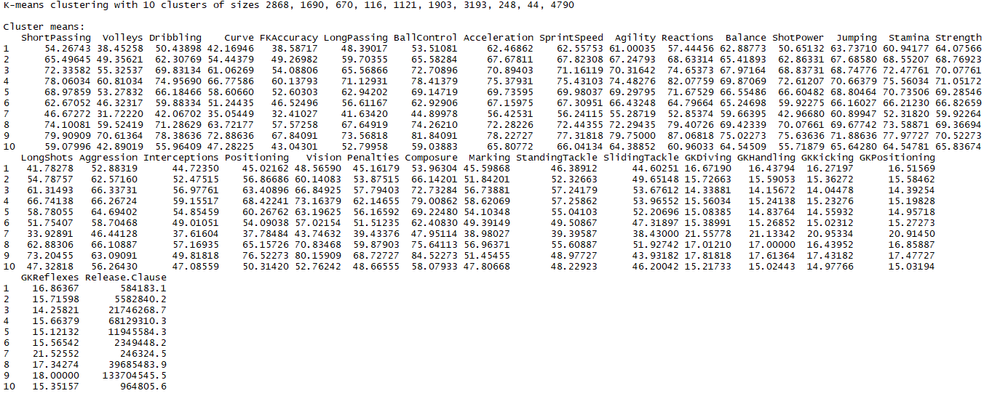 K-means clustering with 10 clusters of sizes 2868, 1690, 670, 116, 1121, 1903, 3193, 248, 44, 4790
Cluster means:
ShortPassing Volleys Dribbling Curve FKAccuracy LongPassing BallControl Acceleration SprintSpeed Agility Reactions Balance ShotPower Jumping Stamina Strength
1 54.26743 38.45258 50.43898 42.16946 38.58717 48.39017 53.51081 62.46862 62.55753 61.00035 57.44456 62.88773 50.65132 63.73710 60.94177 64.07566
2 65.49645 49.35621 62.30769 54.44379 49.26982 59.70355 65.58284 67.67811 67.82308 67.24793 68.63314 65.41893 62.86331 67.68580 68.55207 68.76923
3 72.33582 55.32537 69.83134 61.06269 54.08806 65.56866 72.70896 70.89403 71.16119 70.31642 74.65373 67.97164 68.83731 68.74776 72.47761 70.07761
4 78.06034 60.81034 74.95690 66.77586 60.13793 71.12931 78.41379 75.37931 75.43103 74.48276 82.07759 69.87069 72.61207 70.66379 75.56034 71.05172
5 68.97859 53.27832 66.18466 58.60660 52.60303 62.94202 69.14719 69.73595 69.98037 69.29795 71.67529 66.55486 66.60482 68.80464 70.73506 69.28546
6 62.67052 46.32317 59.88334 51.24435 46.52496 56.61167 62.92906 67.15975 67.30951 66.43248 64.79664 65.24698 59.92275 66.16027 66.21230 66.82659
7 46.67272 31.72220 42.06702 35.05449 32.41027 41.63420 44.89978 56.42531 56.24115 55.28719 52.85374 59.66395 42.96680 60.89947 52.31820 59.92264
8 74.10081 59.52419 71.28629 63.72177 57.57258 67.64919 74.26210 72.28226 72.44355 72.29435 79.40726 69.42339 70.07661 69.67742 73.58871 69.36694
9 79.90909 70.61364 78.38636 72.88636 67.84091 73.56818 81.84091 78.22727 77.31818 79.75000 87.06818 75.02273 75.63636 71.88636 77.97727 70.52273
10 59.07996 42.89019 55.96409 47.28225 43.04301 52.79958 59.03883 65.80772 66.04134 64.38852 60.96033 64.54509 55.71879 65.64280 64.54781 65.83674
LongShots Aggression Interceptions Positioning Vision Penalties Composure Marking StandingTackle SlidingTackle GKDiving GKHandling GKKicking GKPositioning
1 41.78278 52.88319 44.72350 45.02162 48.56590 45.16179 53.96304 45.59868 46.38912 44.60251 16.67190 16.43794 16.27197 16.51569
2 54.78757 62.57160 52.47515 56.86686 60.14083 53.87515 66.14201 51.84201 52.32663 49.65148 15.72663 15.59053 15.36272 15.58462
3 61.31493 66.33731 56.97761 63.40896 66.84925 57.79403 72.73284 56.73881 57.24179 53.67612 14.33881 14.15672 14.04478 14.39254
4 66.74138 66.26724 59.15517 68.42241 73.16379 62.14655 79.00862 58.62069 57.25862 53.96552 15.56034 15.24138 15.23276 15.19828
5 58.78055 64.69402 54.85459 60.26762 63.19625 56.16592 69.22480 54.10348 55.04103 52.20696 15.08385 14.83764 14.55932 14.95718
6 51.75407 58.70468 49.01051 54.09038 57.02154 51.51235 62.40830 49.39149 49.50867 47.31897 15.38991 15.26852 15.02312 15.27273
7 33.92891 46.44128 37.61604 37.78484 43.74632 39.43376 47.95114 38.98027 39.39587 38.43000 21.55778 21.13342 20.95334 20.91450
8 62.88306 66.10887 57.16935 65.15726 70.83468 59.87903 75.64113 56.96371 55.60887 51.92742 17.01210 17.00000 16.43952 16.85887
9 73.20455 63.09091 49.81818 76.52273 80.15909 68.72727 84.52273 51.45455 48.97727 43.93182 17.81818 17.61364 17.43182 17.47727
10 47.32818 56.26430 47.08559 50.31420 52.76242 48.66555 58.07933 47.80668 48.22923 46.20042 15.21733 15.02443 14.97766 15.03194
GKReflexes Release.Clause
1 16.86367 584183.1
2 15.71598 5582840.2
3 14.25821 21746268.7
4 15.66379 68129310.3
5 15.12132 11945584.3
6 15.56542 2349448.2
7 21.52552 246324.5
8 17.34274 39685483.9
9 18.00000 133704545.5
10 15.35157 964805.6